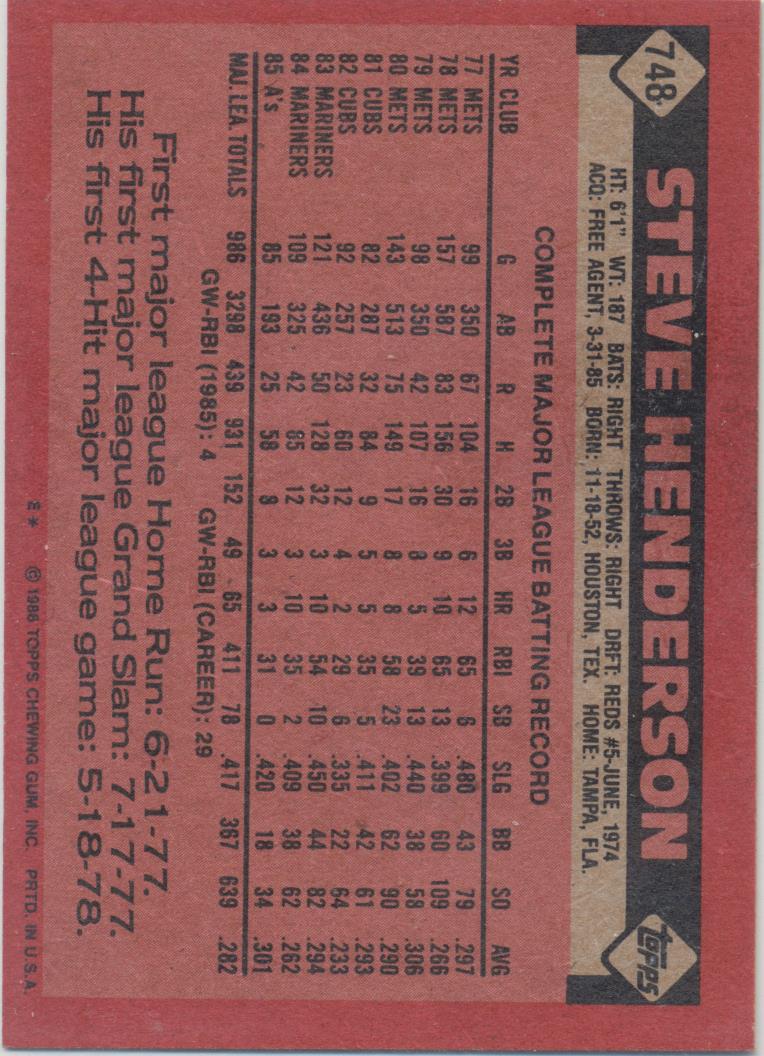 748 STEVE HENDERSON topps
HT: 6'1" WT: 187 BATS: RIGHT THROWS: RIGHT DRFT: REDS #5-JUNE, 1974
ACQ: FREE AGENT, 3-31-85 BORN: 11-18-52, HOUSTON, TEX. HOME: TAMPA, FLA.
COMPLETE MAJOR LEAGUE BATTING RECORD
YR CLUB G AB R H 2B 3B HR RBI SB SLG BB SO AVG
77 METS 99 350 67 104 16 6 12 65 6 .480 43 79 .297
78 METS 157 587 83 156 30 9 10 65 13 .399 60 109 .266
79 METS 98 350 42 107 16 8 5 39 13 .440 38 58 .306
80 METS 143 513 75 149 17 8 8 58 23 .402 62 90 .290
81 CUBS 82 287 32 84 9 5 5 35 5 .411 42 61 .293
82 CUBS 92 257 23 60 12 4 2 29 6 .335 22 64 .233
83 MARINERS 121 436 50 128 32 3 10 54 10 .450 44 82 .294
84 MARINERS 109 325 42 85 12 3 10 35 2 .409 38 62 .262
85 A's 85 193 25 58 8 3 3 31 0 .420 18 34 .301
MAJ. LEA. TOTALS 986 3298 439 931 152 49 65 411 78 .417 367 639 .282
GW-RBI (1985): 4 GW-RBI (CAREER): 29
First major league Home Run: 6-21-77.
His first major league Grand Slam: 7-17-77.
His first 4-Hit major league game: 5-18-78.
© 1986 TOPPS CHEWING GUM, INC. PRTD. IN U.S.A.